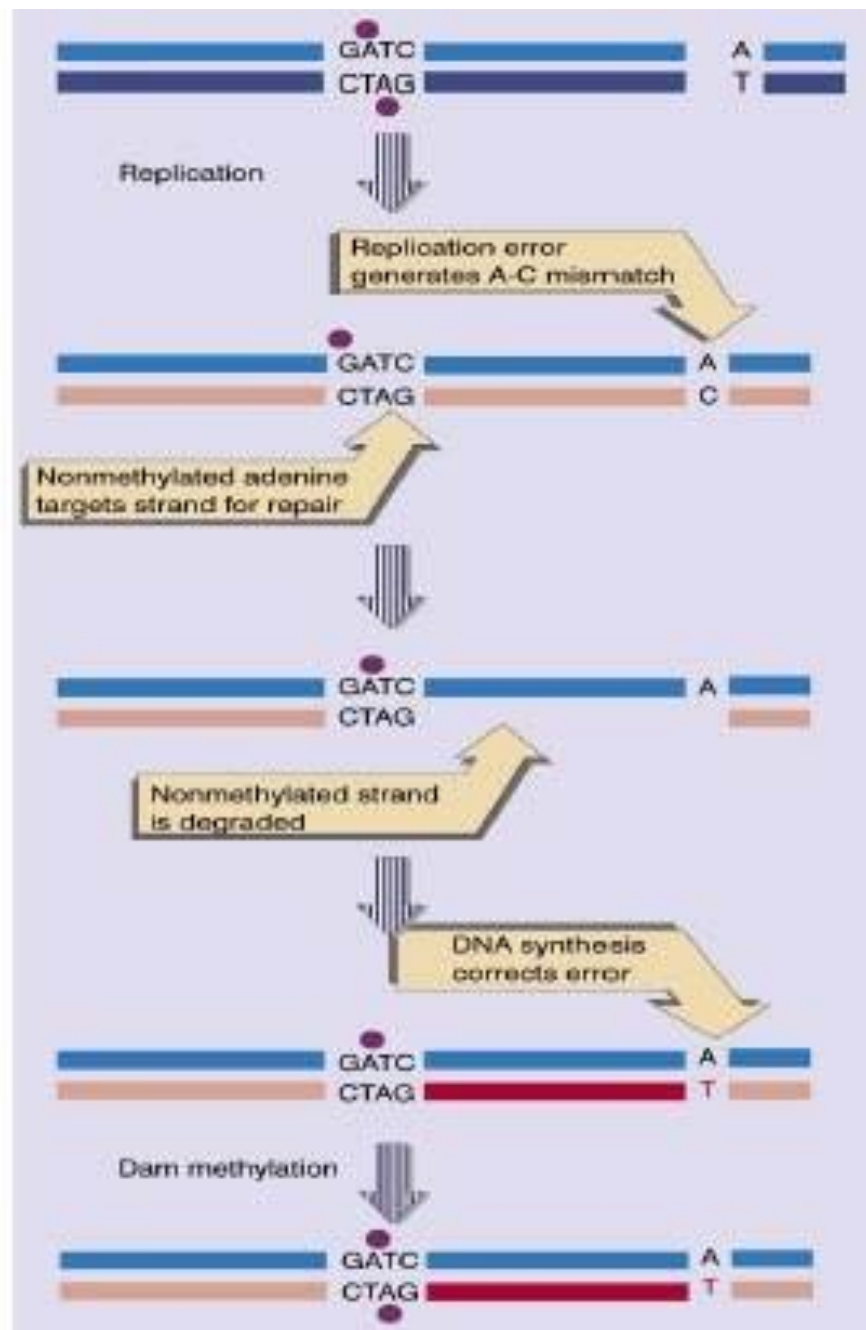 GATC A
CTAG T
Replication
Replication error
generates A-C mismatch
GATC A
CTAG C
Nonmethylated adenine
targets strand for repair
GATC A
CTAG
Nonmethylated strand
is degraded
DNA synthesis
corrects error
GATC A
CTAG T
Dam methylation
GATC A
CTAG T